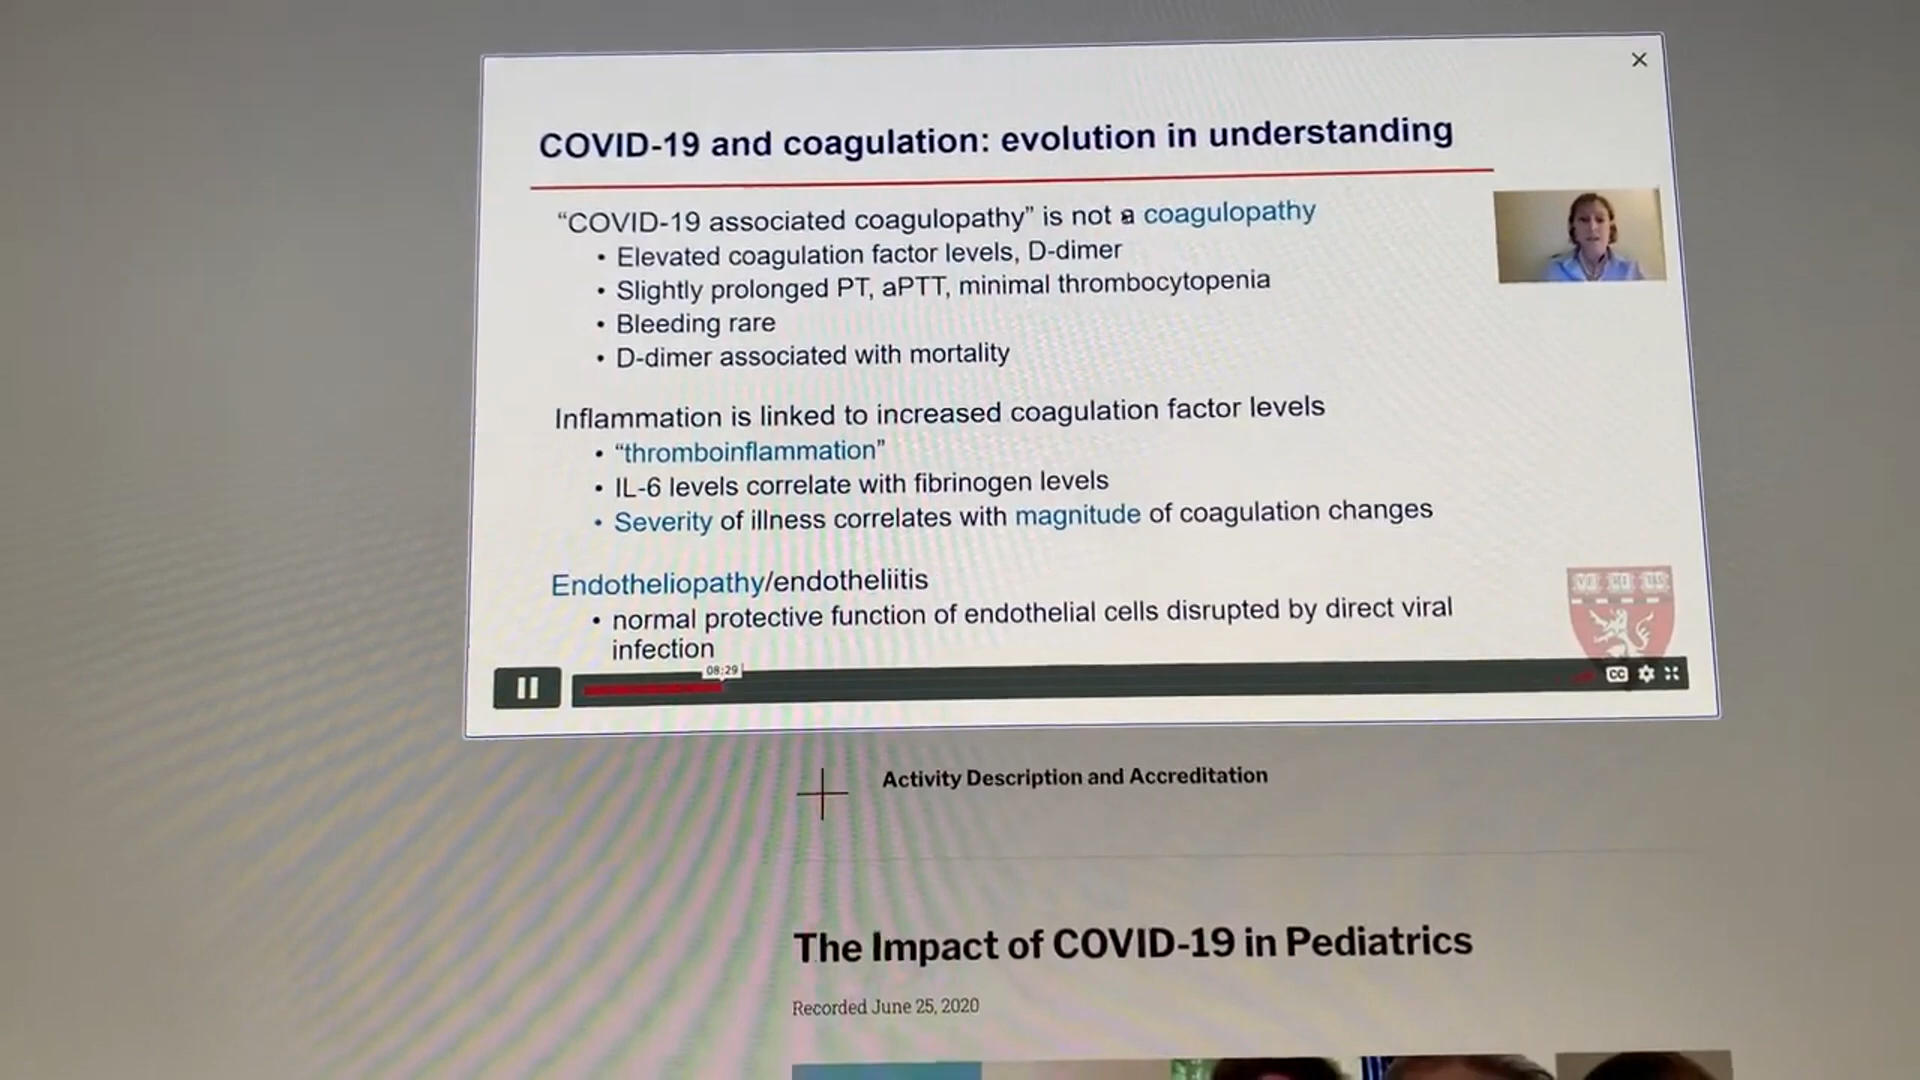 COVID-19 and coagulation: evolution in understanding
“COVID-19 associated coagulopathy” is not a coagulopathy
• Elevated coagulation factor levels, D-dimer
• Slightly prolonged PT, aPTT, minimal thrombocytopenia
• Bleeding rare
• D-dimer associated with mortality
Inflammation is linked to increased coagulation factor levels
• “thromboinflammation”
• IL-6 levels correlate with fibrinogen levels
• Severity of illness correlates with magnitude of coagulation changes
Endotheliopathy/endotheliitis
• normal protective function of endothelial cells disrupted by direct viral
infection
VE RI TAS
08:29
CC
Activity Description and Accreditation
The Impact of COVID-19 in Pediatrics
Recorded June 25, 2020